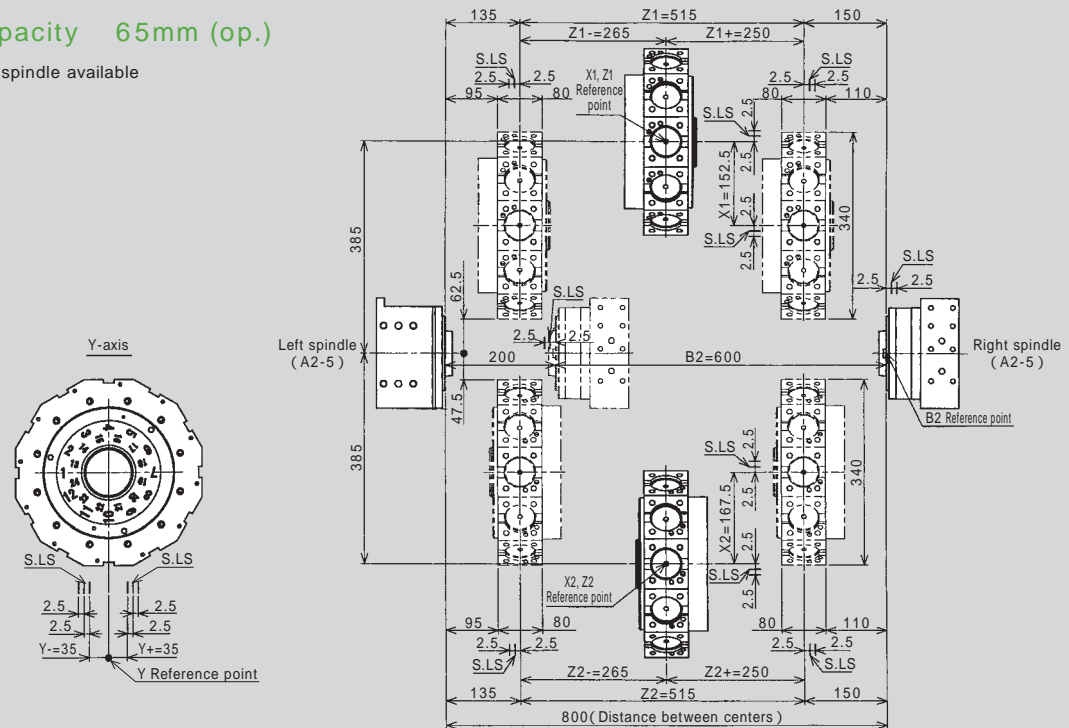 pacity 65mm (op.)
spindle available
135
Z1=515
150
Z1-=265
Z1+=250
S.LS
2.5
2.5
X1, Z1
Reference
point
S.LS
2.5
2.5
95
80
80
110
S.LS
2.5
2.5
X1=152.5
2.5
S.LS
2.5
385
340
62.5
S.LS
2.5
2.5
S.LS
2.5
2.5
Left spindle
(A2-5)
200
B2=600
Right spindle
(A2-5)
47.5
B2 Reference point
Y-axis
385
S.LS
2.5
2.5
X2=167.5
340
2.5
S.LS
2.5
X2, Z2
Reference point
S.LS
S.LS
2.5
2.5
2.5
2.5
Y-=35
Y+=35
Y Reference point
95
80
80
110
2.5
2.5
S.LS
2.5
2.5
S.LS
Z2-=265
Z2+=250
135
Z2=515
150
800(Distance between centers)